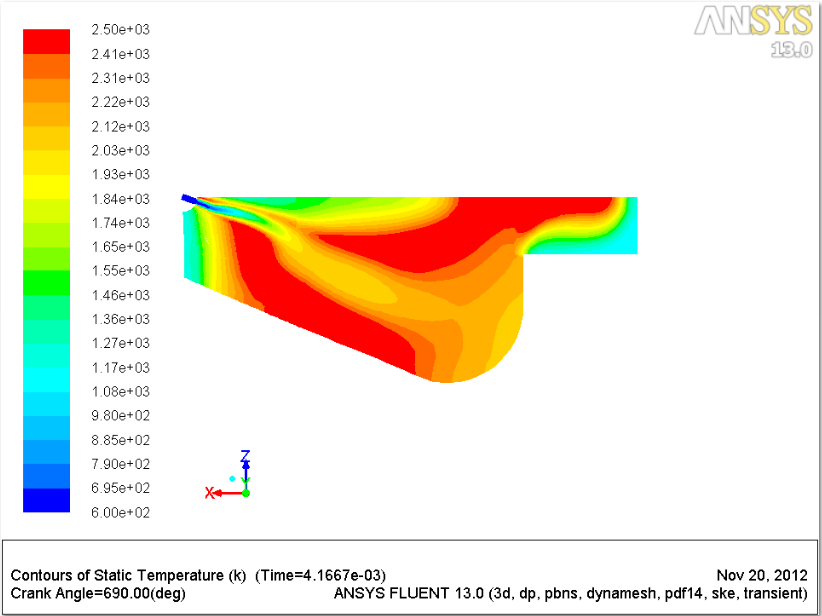 ANSYS
13.0
2.50e+03
2.41e+03
2.31e+03
2.22e+03
2.12e+03
2.03e+03
1.93e+03
1.84e+03
1.74e+03
1.65e+03
1.55e+03
1.46e+03
1.36e+03
1.27e+03
1.17e+03
1.08e+03
9.80e+02
8.85e+02
7.90e+02
6.95e+02
6.00e+02
Z
Y
X
Contours of Static Temperature (k)  (Time=4.1667e-03)
Crank Angle=690.00(deg)
Nov 20, 2012
ANSYS FLUENT 13.0 (3d, dp, pbns, dynamesh, pdf14, ske, transient)